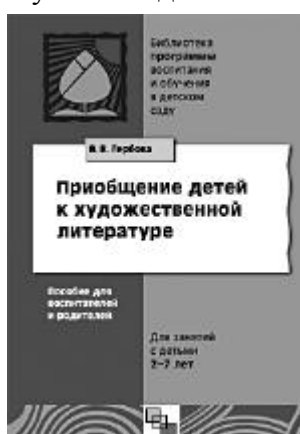 Библиотека
программы
воспитания
и обучения
в детском
саду
В. В. Гербова
Приобщение детей
к художественной
литературе
Пособие для
воспитателей
и родителей
Для занятий
с детьми
2–7 лет